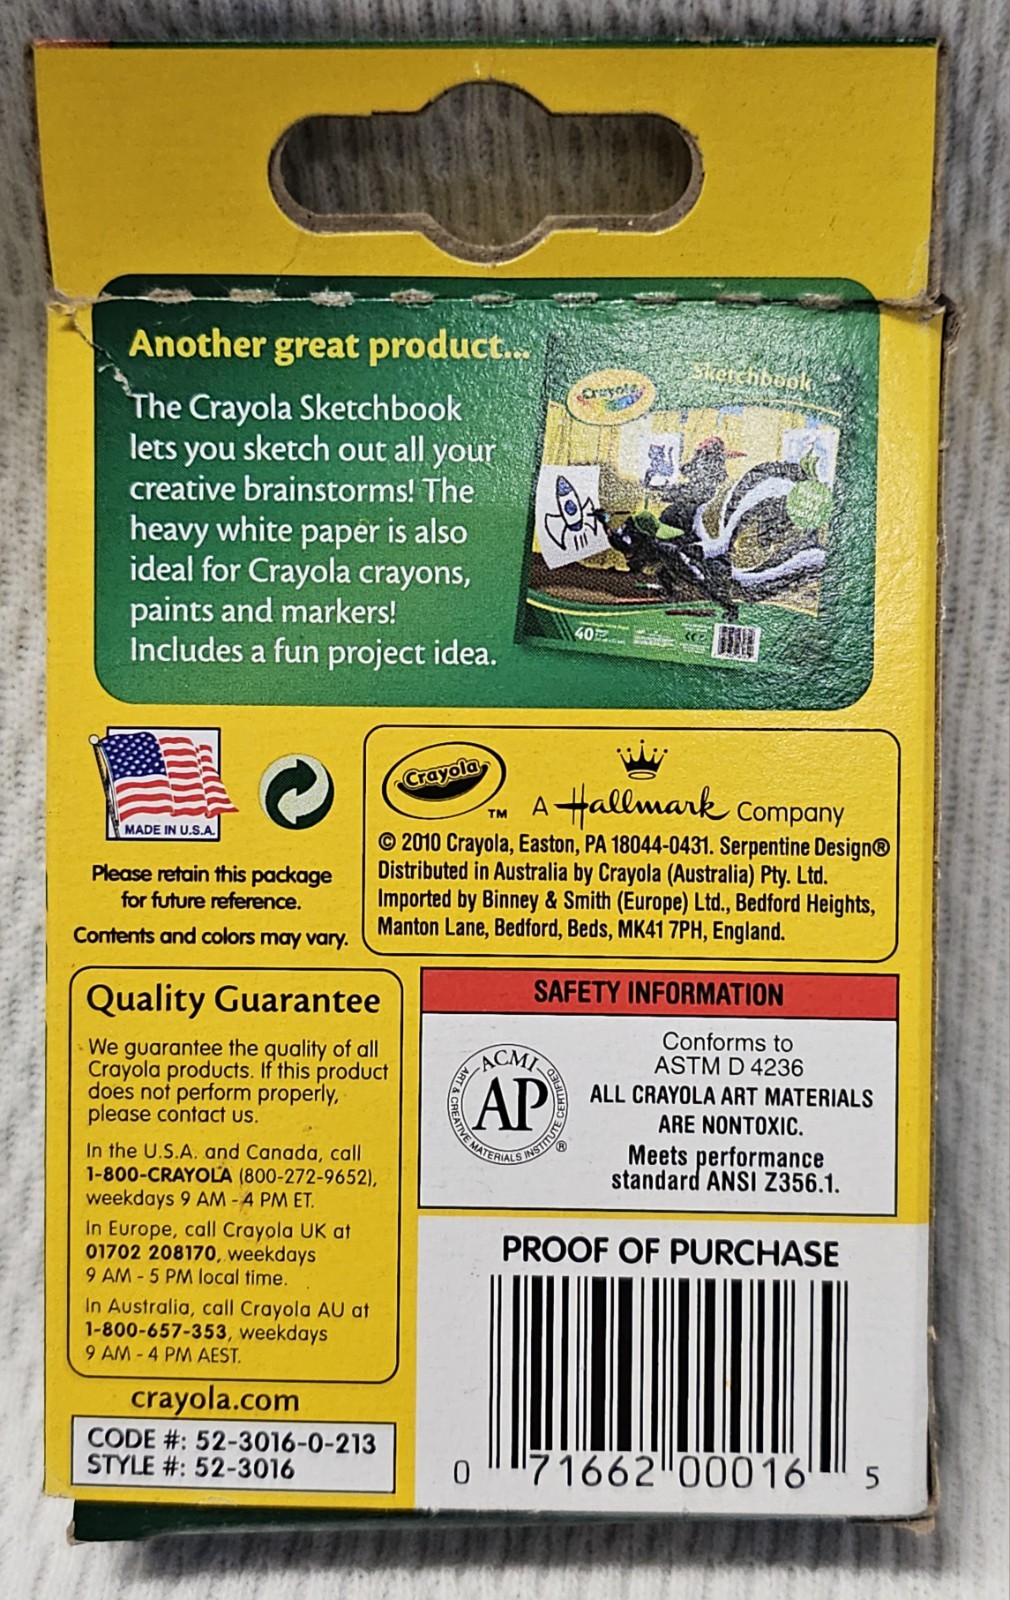 Another great product...
The Crayola Sketchbook
lets you sketch out all your
creative brainstorms! The
heavy white paper is also
ideal for Crayola crayons,
paints and markers!
Includes a fun project idea.
Crayola
Sketchbook
40
MADE IN U.S.A.
Please retain this package
for future reference.
Contents and colors may vary.
Crayola™
A Hallmark Company
© 2010 Crayola, Easton, PA 18044-0431. Serpentine Design®
Distributed in Australia by Crayola (Australia) Pty. Ltd.
Imported by Binney & Smith (Europe) Ltd., Bedford Heights,
Manton Lane, Bedford, Beds, MK41 7PH, England.
Quality Guarantee
We guarantee the quality of all
Crayola products. If this product
does not perform properly,
please contact us.
In the U.S.A. and Canada, call
1-800-CRAYOLA (800-272-9652),
weekdays 9 AM - 4 PM ET.
In Europe, call Crayola UK at
01702 208170, weekdays
9 AM - 5 PM local time.
In Australia, call Crayola AU at
1-800-657-353, weekdays
9 AM - 4 PM AEST.
crayola.com
CODE #: 52-3016-0-213
STYLE #: 52-3016
SAFETY INFORMATION
ACMI
AP
ART & CREATIVE MATERIALS INSTITUTE CERTIFIED
®
Conforms to
ASTM D 4236
ALL CRAYOLA ART MATERIALS
ARE NONTOXIC.
Meets performance
standard ANSI Z356.1.
PROOF OF PURCHASE
0 71662 00016 5